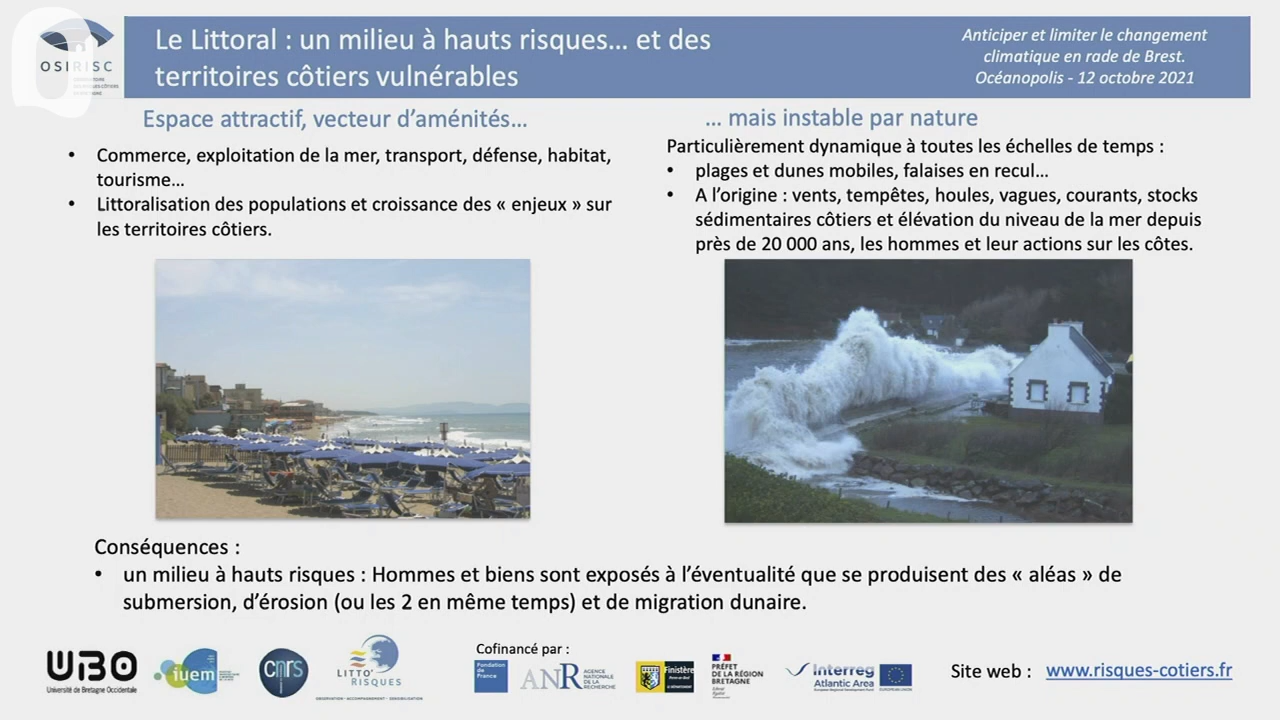 OSIRISC
Le Littoral : un milieu à hauts risques... et des
territoires côtiers vulnérables
Anticiper et limiter le changement
climatique en rade de Brest.
Océanopolis - 12 octobre 2021
Espace attractif, vecteur d'aménités...
• Commerce, exploitation de la mer, transport, défense, habitat,
tourisme...
• Littoralisation des populations et croissance des « enjeux » sur
les territoires côtiers.
... mais instable par nature
Particulièrement dynamique à toutes les échelles de temps :
• plages et dunes mobiles, falaises en recul...
• A l'origine : vents, tempêtes, houles, vagues, courants, stocks
sédimentaires côtiers et élévation du niveau de la mer depuis
près de 20 000 ans, les hommes et leur actions sur les côtes.
Conséquences :
• un milieu à hauts risques : Hommes et biens sont exposés à l'éventualité que se produisent des « aléas » de
submersion, d'érosion (ou les 2 en même temps) et de migration dunaire.
UBO
Université de Bretagne Occidentale
iuem
cnrs
LITTO'
RISQUES
OBSERVATION - ACCOMPAGNEMENT - SENSIBILISATION
Cofinancé par :
Fondation
de
France
ANR
AGENCE
NATIONALE
DE LA
RECHERCHE
Finistère
PRÉFET
DE LA RÉGION
BRETAGNE
Interreg
Atlantic Area
European Regional Development Fund
EUROPEAN UNION
Site web : www.risques-cotiers.fr